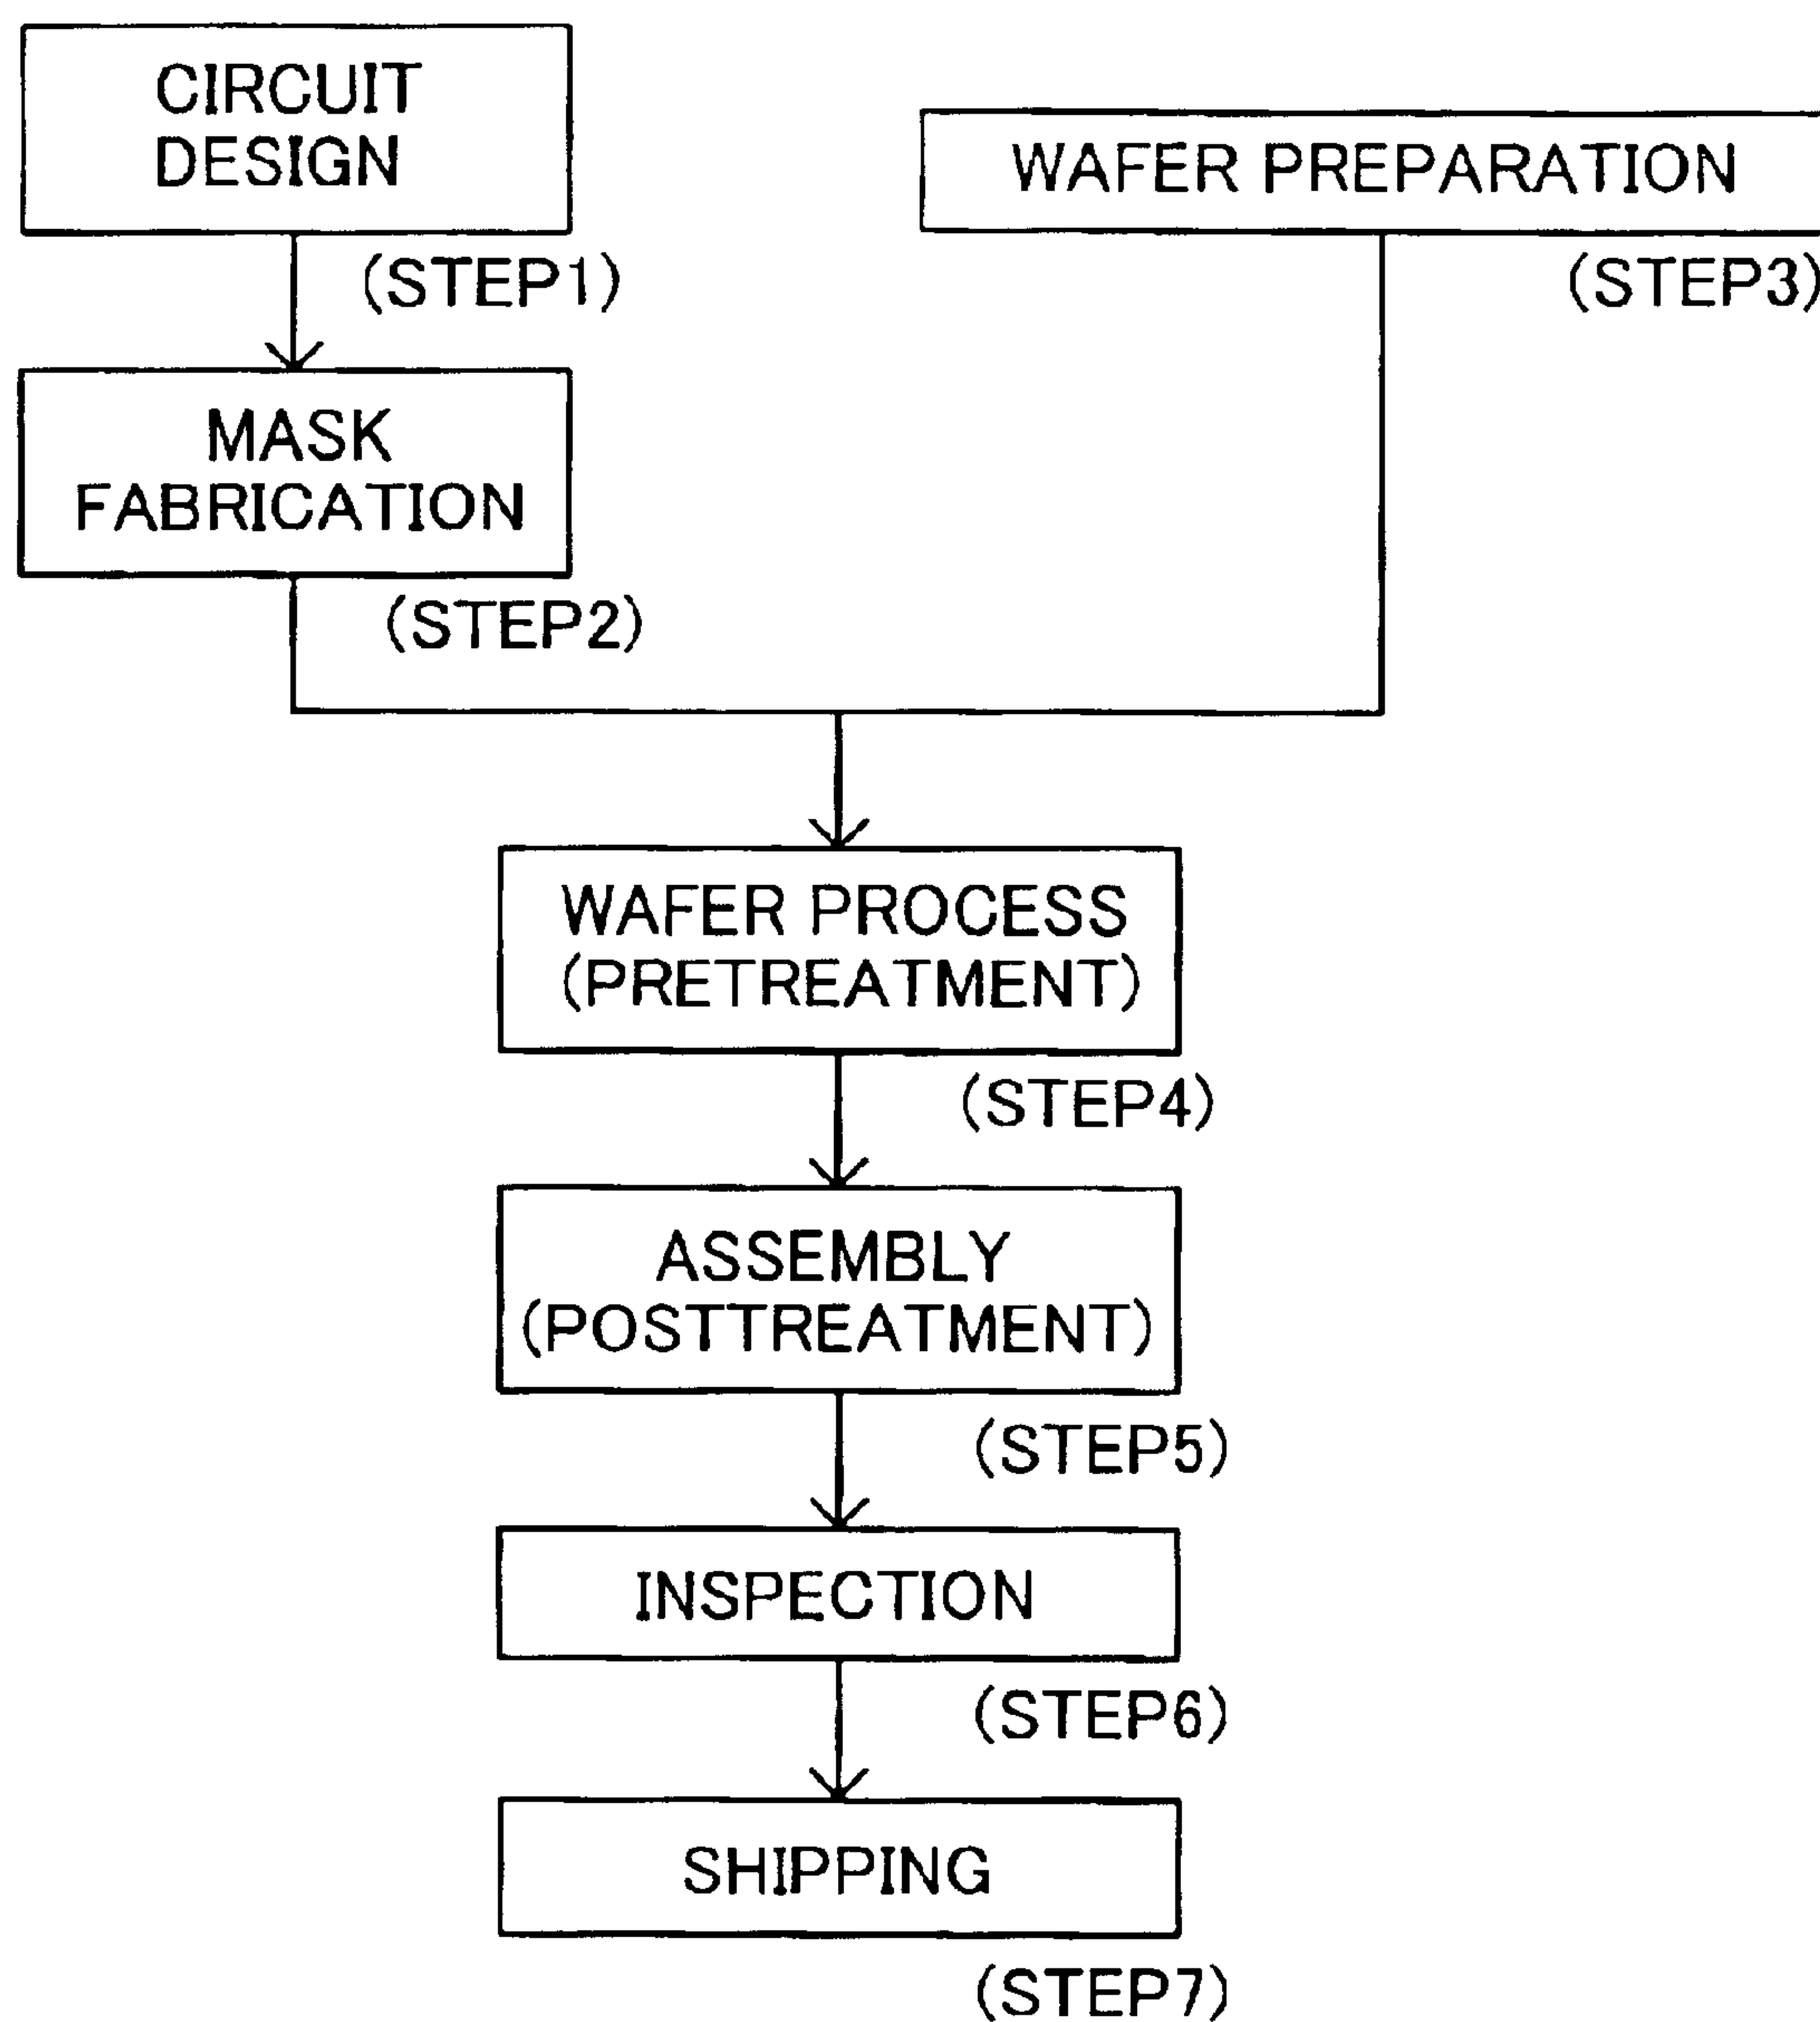 CIRCUIT
DESIGN
(STEP1)
MASK
FABRICATION
(STEP2)
WAFER PREPARATION
(STEP3)
WAFER PROCESS
(PRETREATMENT)
(STEP4)
ASSEMBLY
(POSTTREATMENT)
(STEP5)
INSPECTION
(STEP6)
SHIPPING
(STEP7)